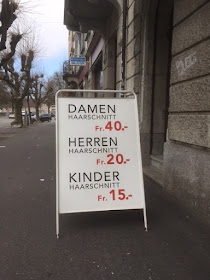 DAMEN
HAARSCHNITT
Fr. 40.-
HERREN
HAARSCHNITT
Fr. 20.-
KINDER
HAARSCHNITT
Fr. 15.-